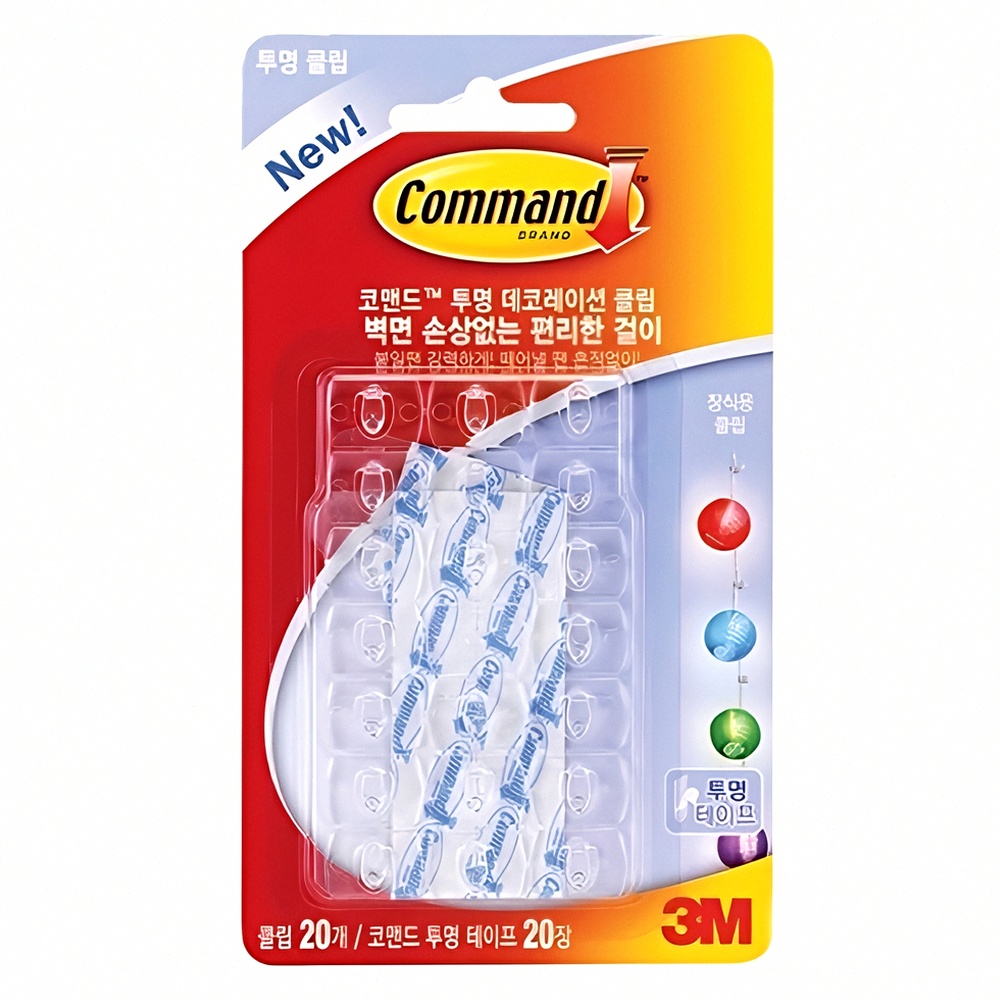 투명 클립
New!
Command™
BRAND
코맨드™ 투명 데코레이션 클립
벽면 손상없는 편리한 걸이
붙일땐 강력하게! 떼어낼 땐 흔적없이!
장식용
클립
투명
테이프
클립 20개 / 코맨드 투명 테이프 20장
3M